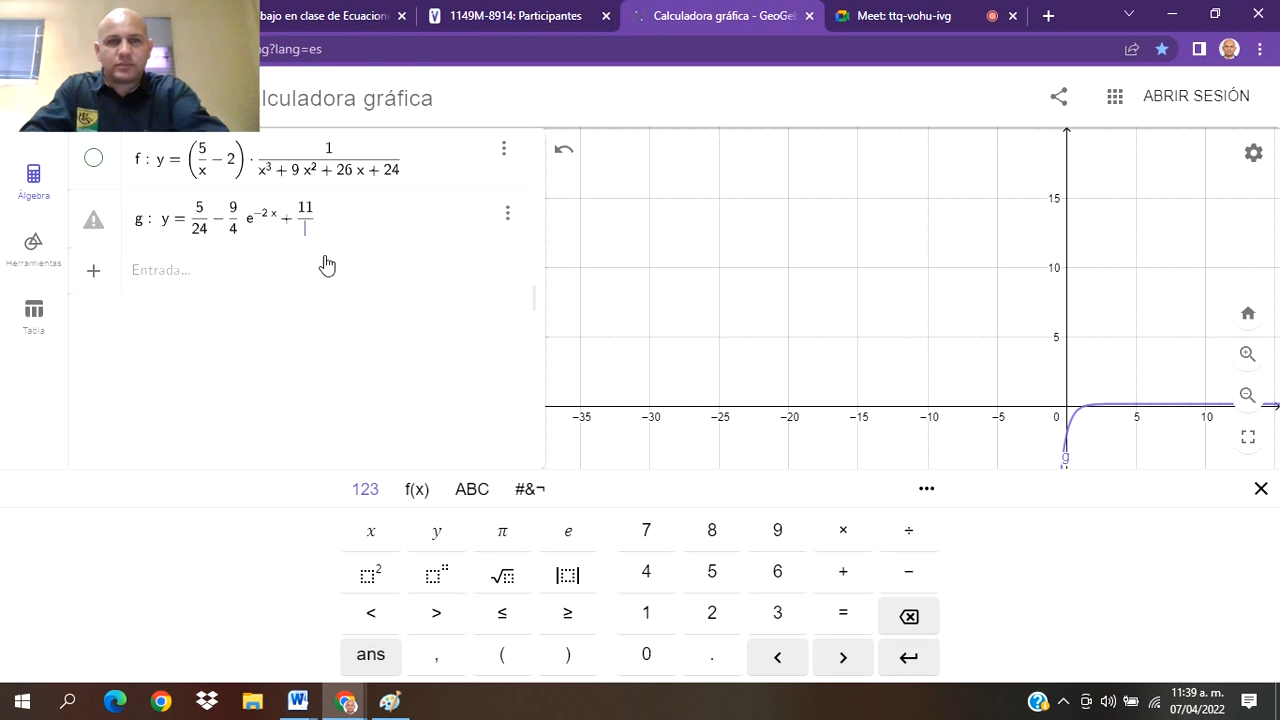 bajo en clase de Ecuacion
1149M-8914: Participantes
Calculadora gráfica - GeoGel
Meet: ttq-vohu-ivg
ng?lang=es
lculadora gráfica
ABRIR SESIÓN
f : y = (5/x − 2) · 1/(x³ + 9 x² + 26 x + 24)
Álgebra
g : y = 5/24 − 9/4 e^(−2 x) + 11/
Herramientas
Entrada...
Tabla
15
10
5
−35 −30 −25 −20 −15 −10 −5 0 5 10
g
123 f(x) ABC #&¬
x y π e 7 8 9 × ÷
□² □^□ √□ |□| 4 5 6 + −
< > ≤ ≥ 1 2 3 =
ans , ( ) 0 . < >
11:39 a. m.
07/04/2022